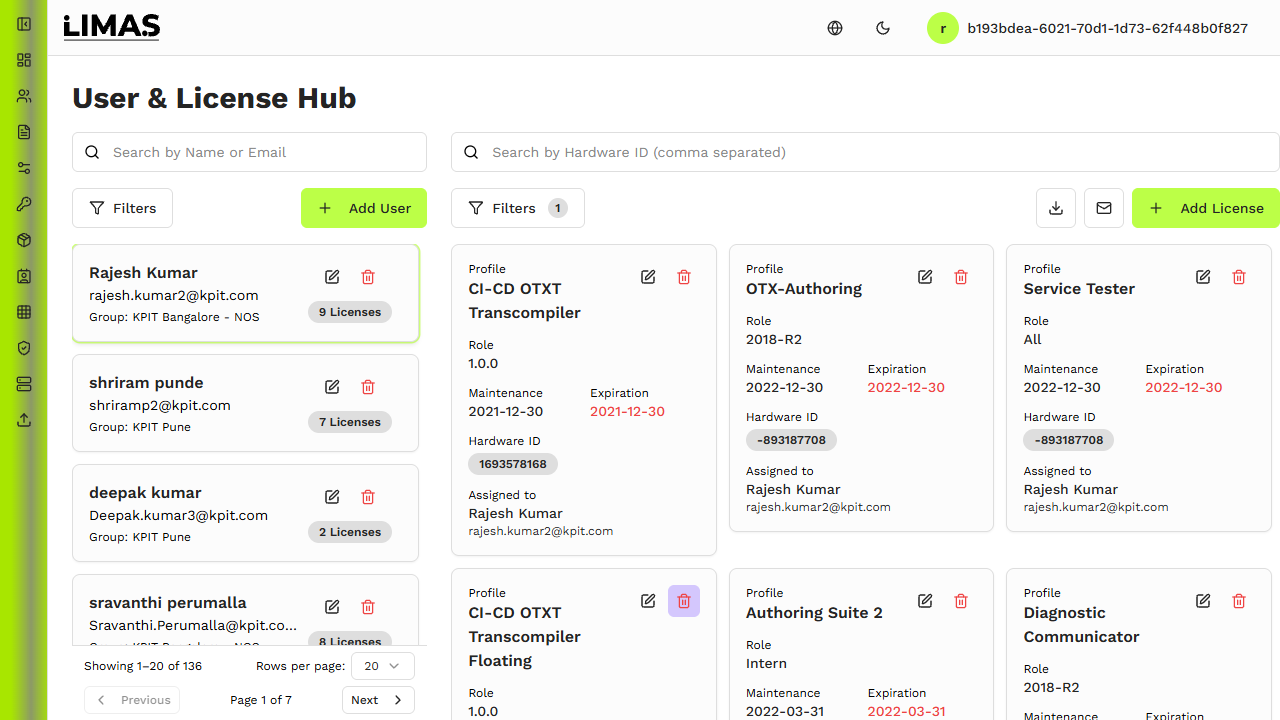 LIMAS
r
b193bdea-6021-70d1-1d73-62f448b0f827
User & License Hub
Search by Name or Email
Search by Hardware ID (comma separated)
Filters
Add User
Filters 1
Add License
Rajesh Kumar
rajesh.kumar2@kpit.com
Group: KPIT Bangalore - NOS
9 Licenses
shriram punde
shriramp2@kpit.com
Group: KPIT Pune
7 Licenses
deepak kumar
Deepak.kumar3@kpit.com
Group: KPIT Pune
2 Licenses
sravanthi perumalla
Sravanthi.Perumalla@kpit.co...
Group: KPIT Bangalore - NOS
8 Licenses
Showing 1–20 of 136
Rows per page:
20
Previous
Page 1 of 7
Next
Profile
CI-CD OTXT
Transcompiler
Role
1.0.0
Maintenance
2021-12-30
Expiration
2021-12-30
Hardware ID
1693578168
Assigned to
Rajesh Kumar
rajesh.kumar2@kpit.com
Profile
OTX-Authoring
Role
2018-R2
Maintenance
2022-12-30
Expiration
2022-12-30
Hardware ID
-893187708
Assigned to
Rajesh Kumar
rajesh.kumar2@kpit.com
Profile
Service Tester
Role
All
Maintenance
2022-12-30
Expiration
2022-12-30
Hardware ID
-893187708
Assigned to
Rajesh Kumar
rajesh.kumar2@kpit.com
Profile
CI-CD OTXT
Transcompiler
Floating
Role
1.0.0
Profile
Authoring Suite 2
Role
Intern
Maintenance
2022-03-31
Expiration
2022-03-31
Profile
Diagnostic
Communicator
Role
2018-R2
Maintenance
Expiration